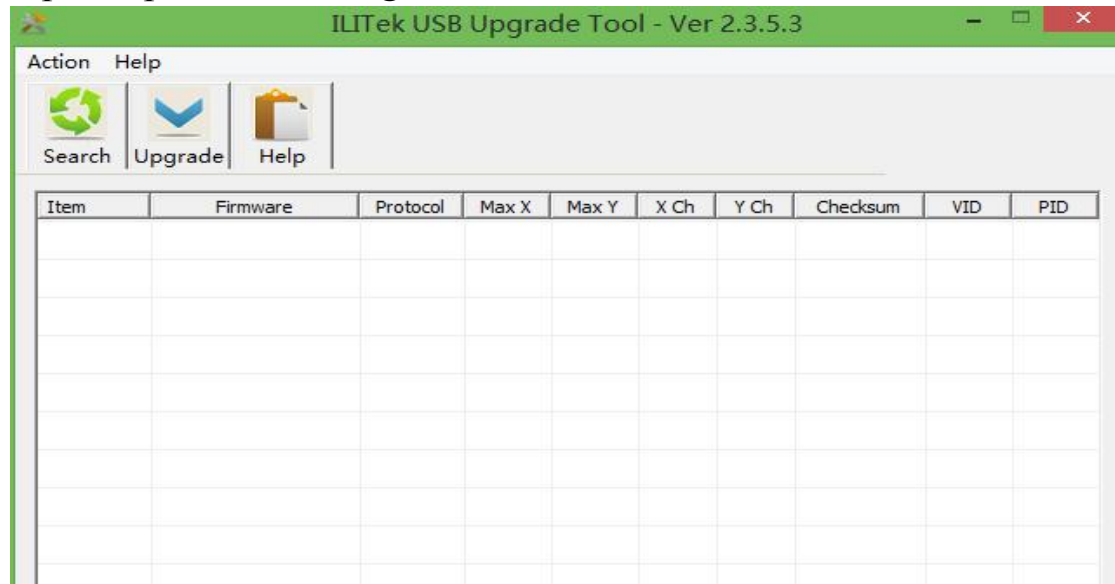 ILITek USB Upgrade Tool - Ver 2.3.5.3
Action Help
Search Upgrade Help
Item Firmware Protocol Max X Max Y X Ch Y Ch Checksum VID PID